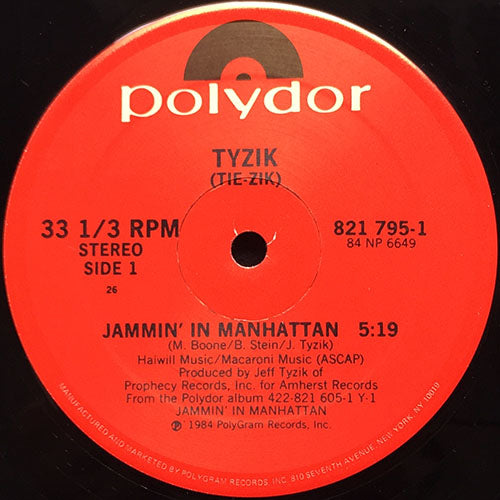 polydor
TYZIK
(TIE-ZIK)
33 1/3 RPM
STEREO
SIDE 1
26
821 795-1
84 NP 6649
JAMMIN' IN MANHATTAN 5:19
(M. Boone/B. Stein/J. Tyzik)
Halwill Music/Macaroni Music (ASCAP)
Produced by Jeff Tyzik of
Prophecy Records, Inc. for Amherst Records
From the Polydor album 422-821 605-1 Y-1
JAMMIN' IN MANHATTAN
℗ 1984 PolyGram Records, Inc.
MANUFACTURED AND MARKETED BY POLYGRAM RECORDS, INC. 810 SEVENTH AVENUE, NEW YORK, NY 10019